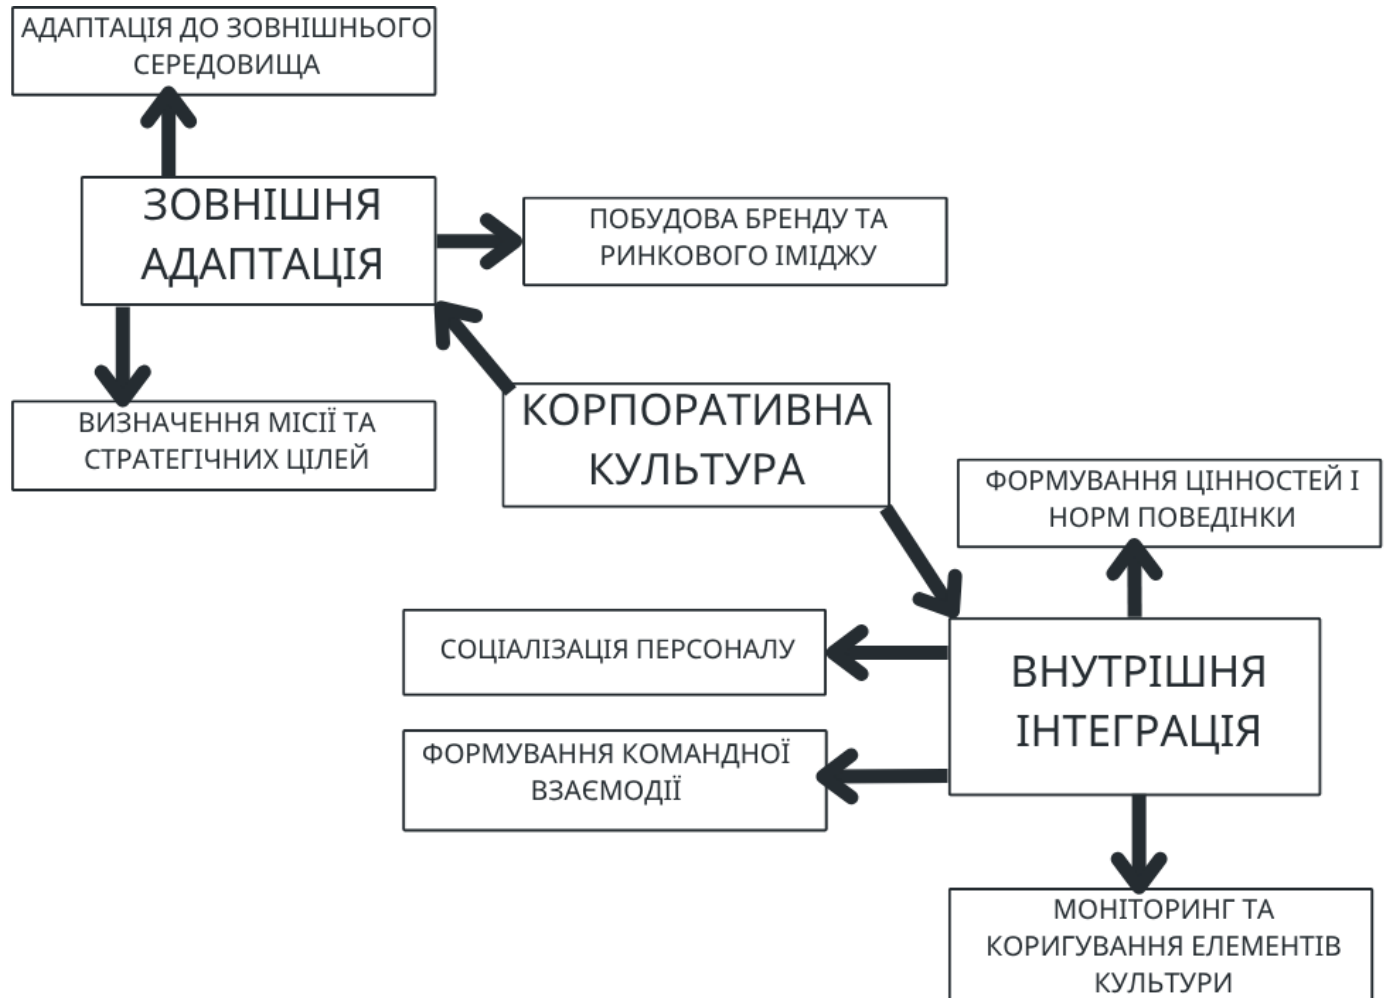 АДАПТАЦІЯ ДО ЗОВНІШНЬОГО
СЕРЕДОВИЩА
ЗОВНІШНЯ
АДАПТАЦІЯ
ПОБУДОВА БРЕНДУ ТА
РИНКОВОГО ІМІДЖУ
ВИЗНАЧЕННЯ МІСІЇ ТА
СТРАТЕГІЧНИХ ЦІЛЕЙ
КОРПОРАТИВНА
КУЛЬТУРА
ФОРМУВАННЯ ЦІННОСТЕЙ І
НОРМ ПОВЕДІНКИ
СОЦІАЛІЗАЦІЯ ПЕРСОНАЛУ
ВНУТРІШНЯ
ІНТЕГРАЦІЯ
ФОРМУВАННЯ КОМАНДНОЇ
ВЗАЄМОДІЇ
МОНІТОРИНГ ТА
КОРИГУВАННЯ ЕЛЕМЕНТІВ
КУЛЬТУРИ